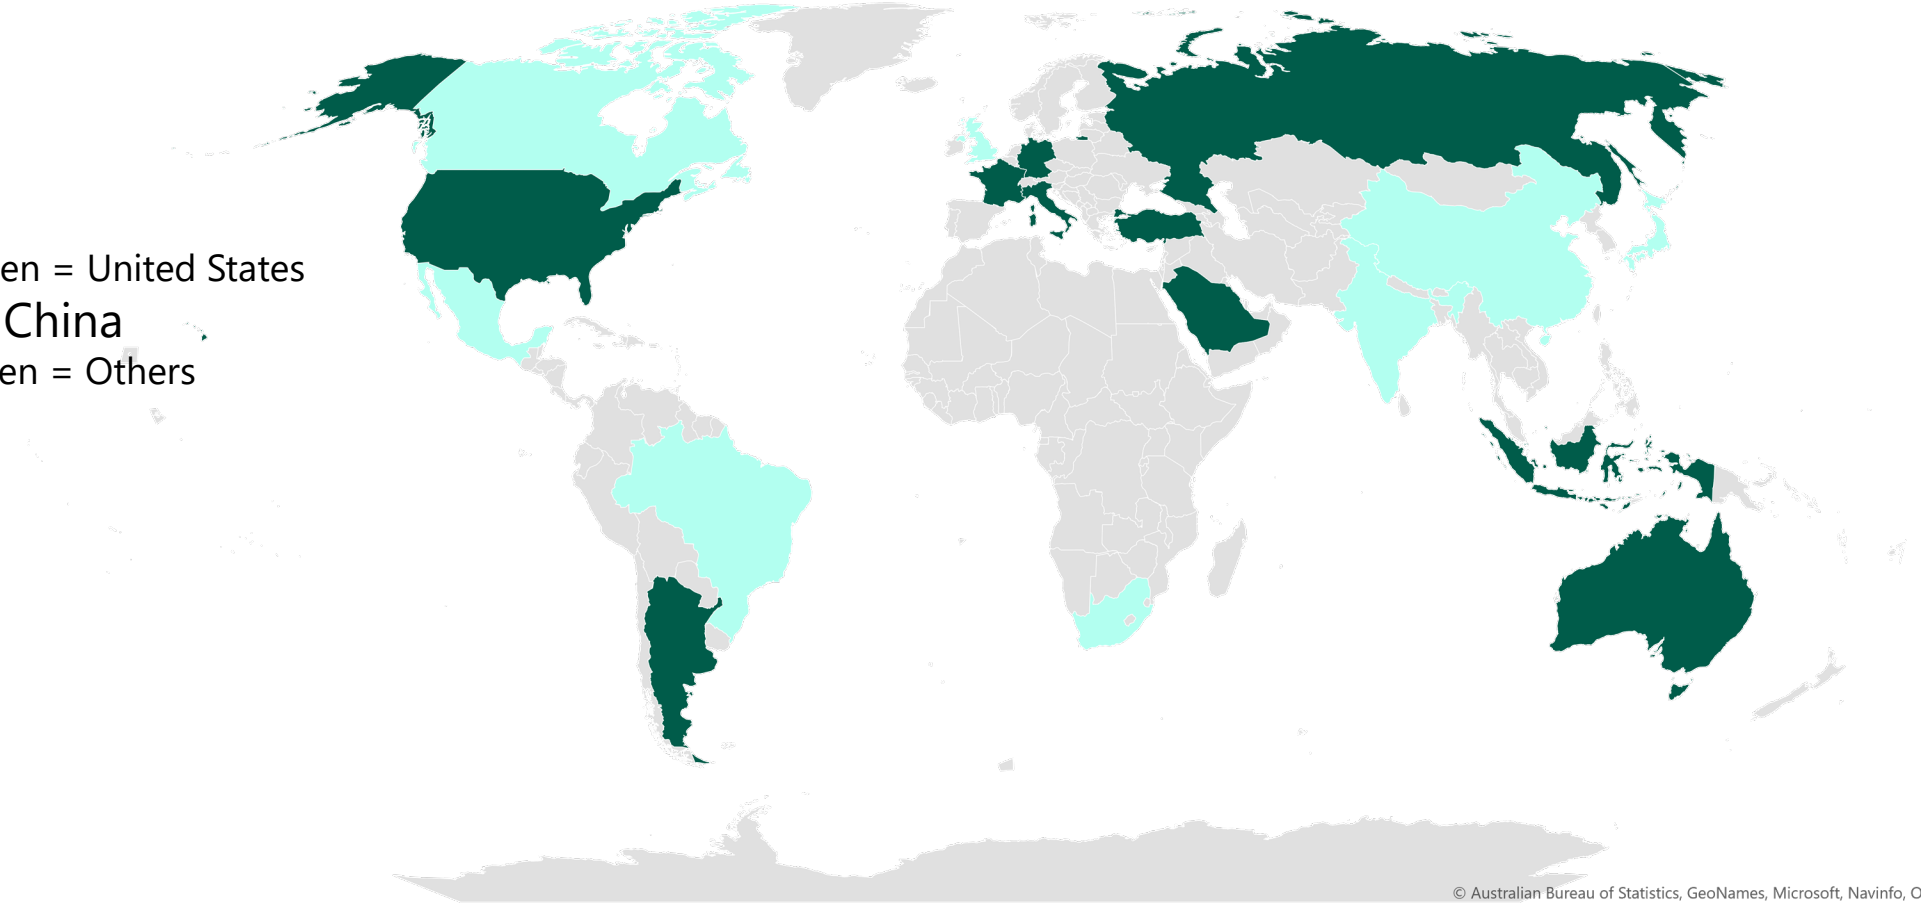 en = United States
China
en = Others
© Australian Bureau of Statistics, GeoNames, Microsoft, Navinfo, O